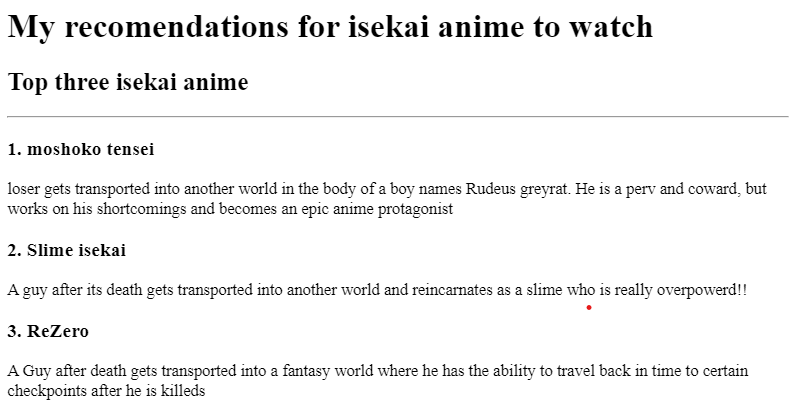 My recomendations for isekai anime to watch
Top three isekai anime
1. moshoko tensei
loser gets transported into another world in the body of a boy names Rudeus greyrat. He is a perv and coward, but
works on his shortcomings and becomes an epic anime protagonist
2. Slime isekai
A guy after its death gets transported into another world and reincarnates as a slime who is really overpowerd!!
3. ReZero
A Guy after death gets transported into a fantasy world where he has the ability to travel back in time to certain
checkpoints after he is killeds